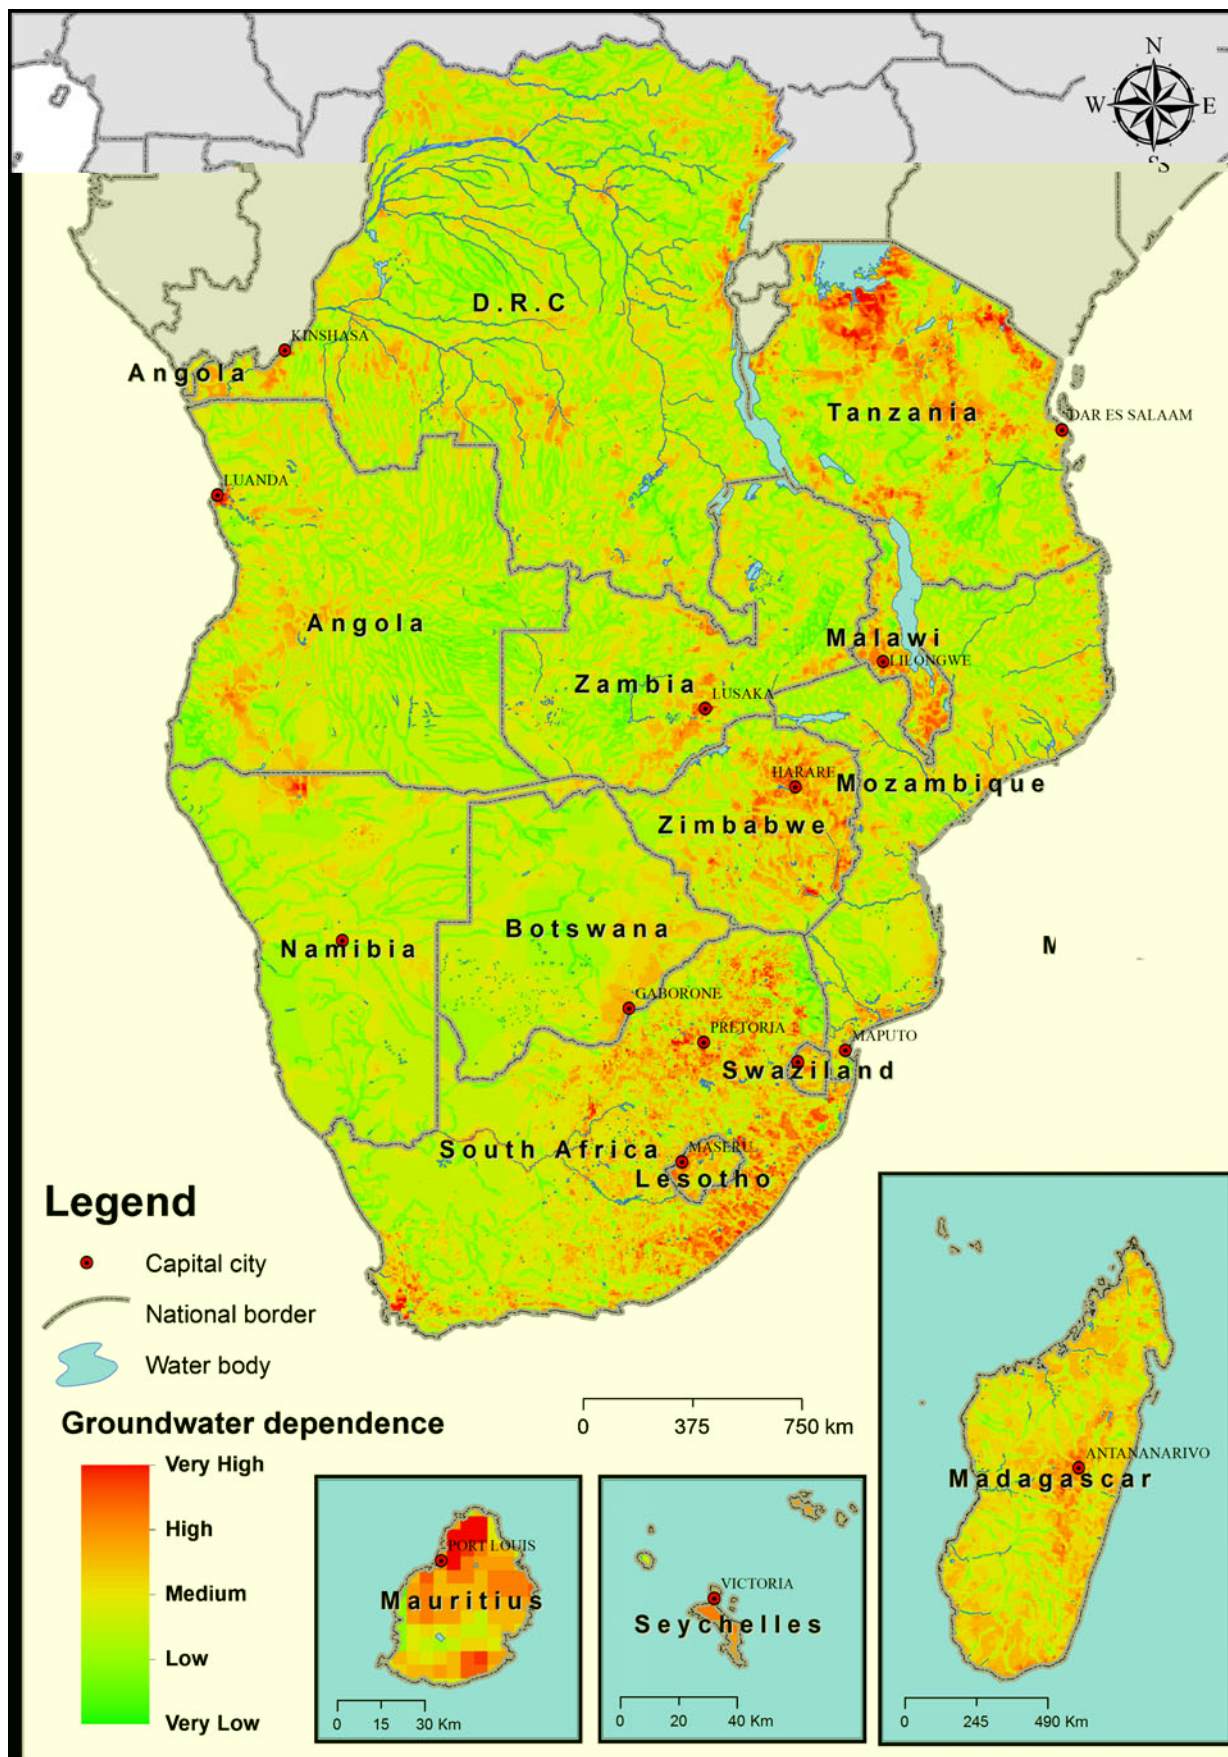 N
W E
S
D.R.C
KINSHASA
Angola
Tanzania
DAR ES SALAAM
LUANDA
Angola
Malawi
LILONGWE
Zambia
LUSAKA
HARARE
Mozambique
Zimbabwe
Botswana
Namibia
M
GABORONE
PRETORIA
MAPUTO
Swaziland
South Africa
MASERU
Lesotho
Legend
Capital city
National border
Water body
Groundwater dependence
Very High
High
Medium
Low
Very Low
0 375 750 km
PORT LOUIS
Mauritius
0 15 30 Km
VICTORIA
Seychelles
0 20 40 Km
ANTANANARIVO
Madagascar
0 245 490 Km